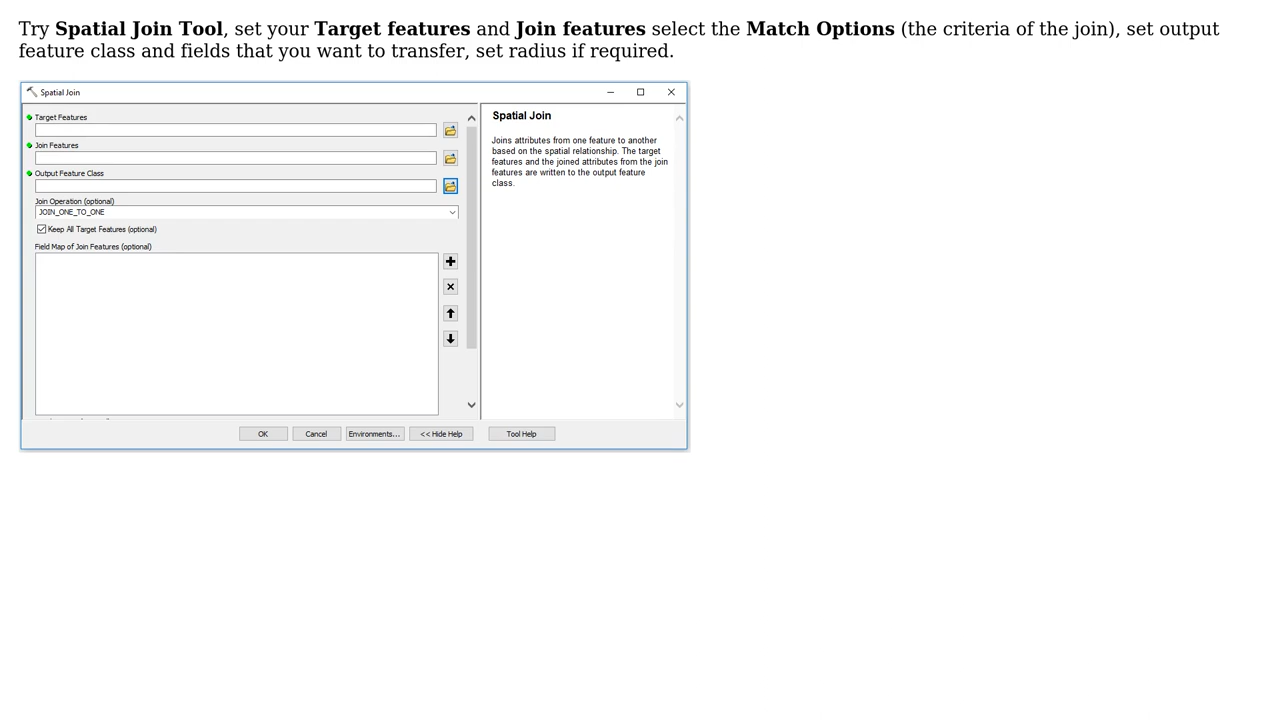 Try Spatial Join Tool, set your Target features and Join features select the Match Options (the criteria of the join), set output
feature class and fields that you want to transfer, set radius if required.
Spatial Join
Target Features
Join Features
Output Feature Class
Join Operation (optional)
JOIN_ONE_TO_ONE
Keep All Target Features (optional)
Field Map of Join Features (optional)
Spatial Join
Joins attributes from one feature to another
based on the spatial relationship. The target
features and the joined attributes from the join
features are written to the output feature
class.
OK
Cancel
Environments...
<< Hide Help
Tool Help